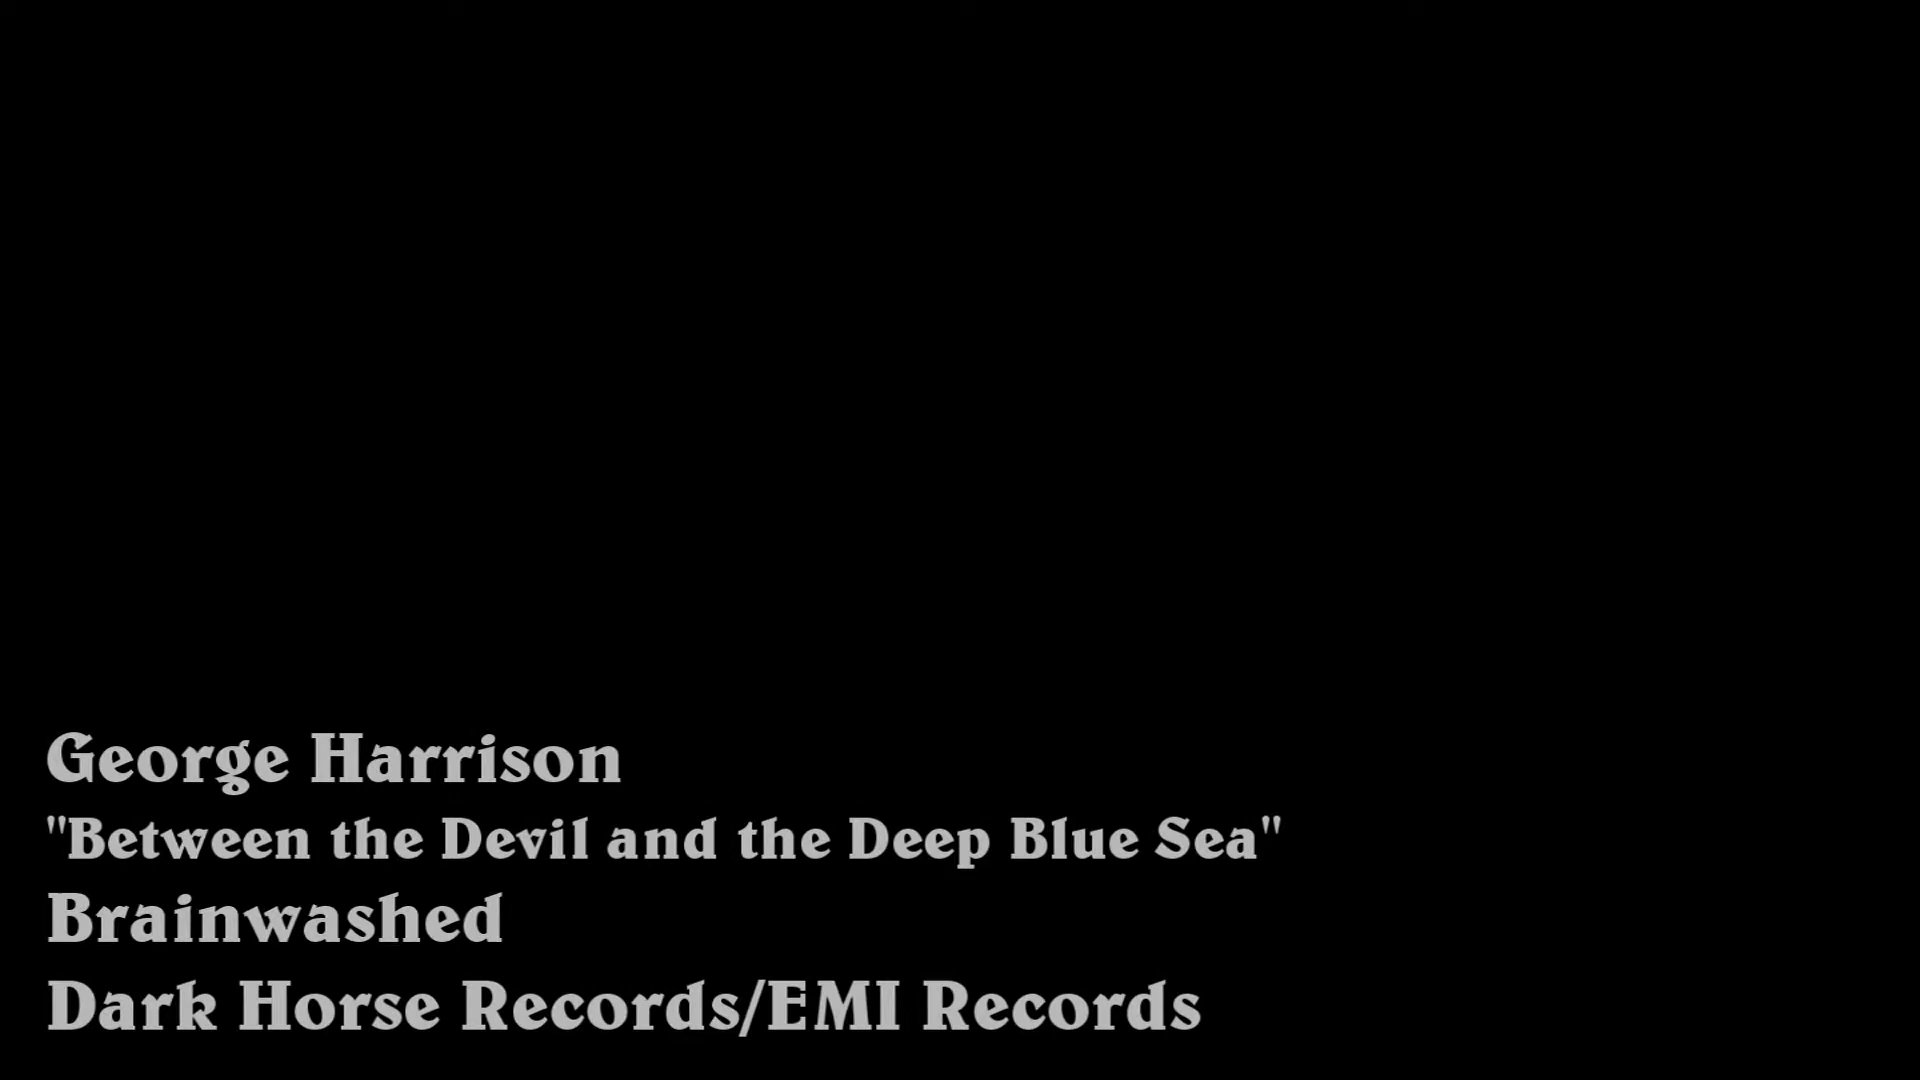 George Harrison
"Between the Devil and the Deep Blue Sea"
Brainwashed
Dark Horse Records/EMI Records